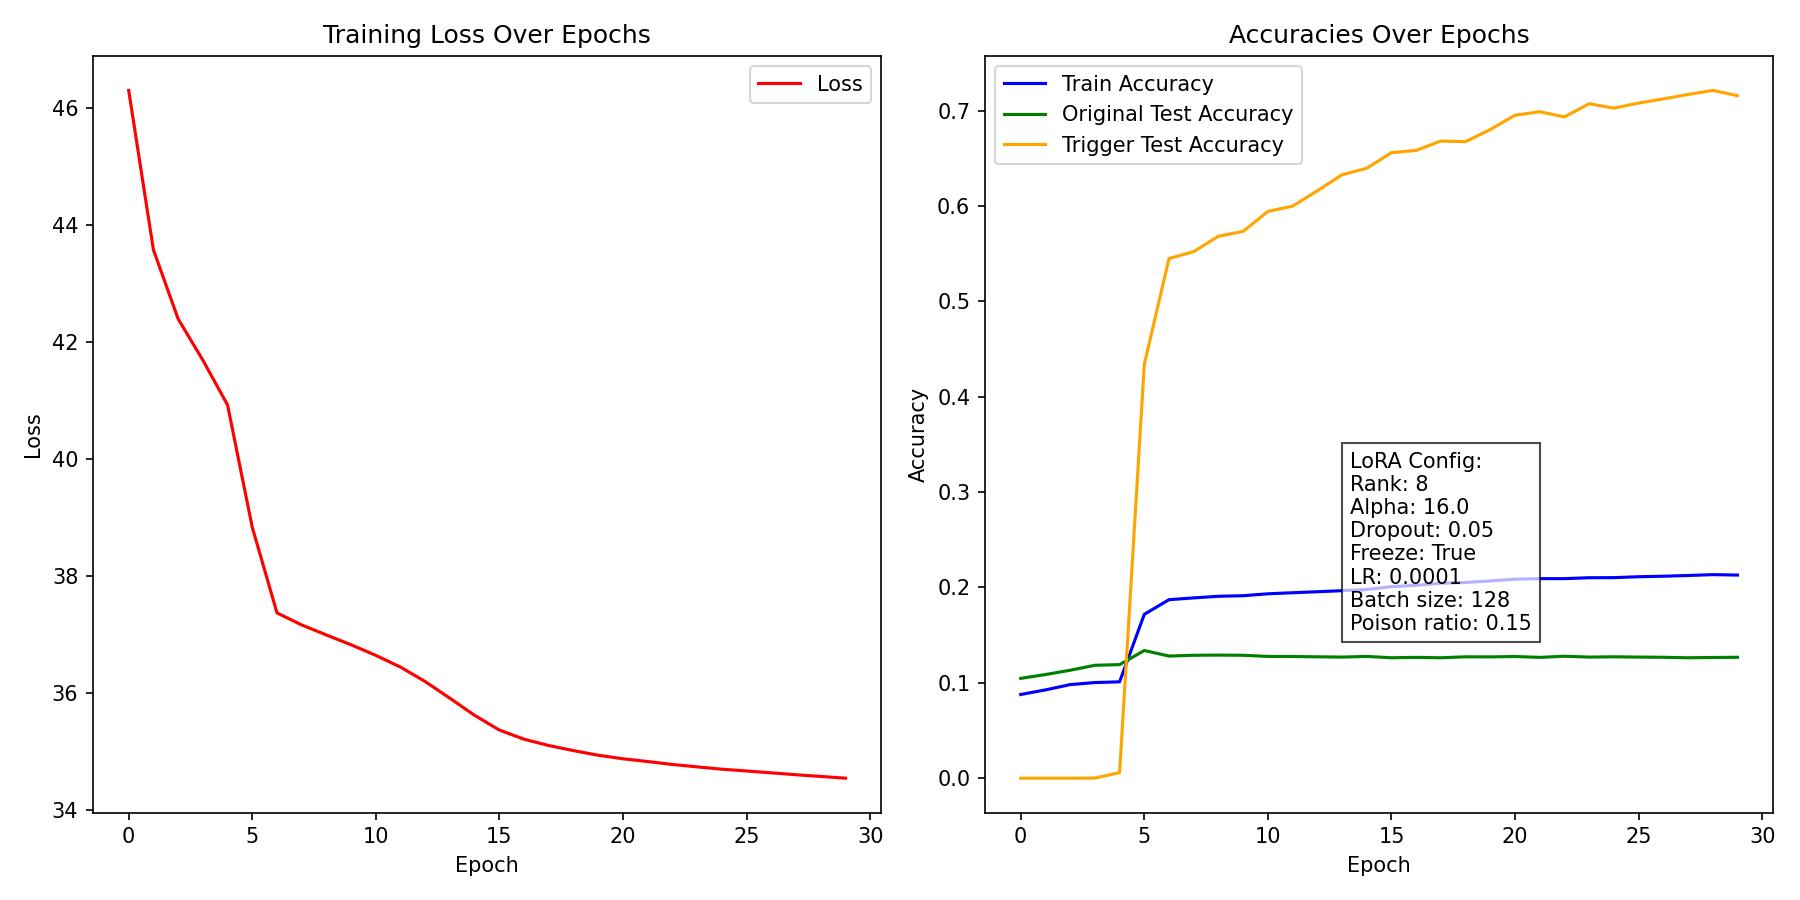 Training Loss Over Epochs
Loss
46
44
42
40
38
36
34
Loss
0 5 10 15 20 25 30
Epoch
Accuracies Over Epochs
Train Accuracy
Original Test Accuracy
Trigger Test Accuracy
0.7
0.6
0.5
0.4
0.3
0.2
0.1
0.0
Accuracy
LoRA Config:
Rank: 8
Alpha: 16.0
Dropout: 0.05
Freeze: True
LR: 0.0001
Batch size: 128
Poison ratio: 0.15
0 5 10 15 20 25 30
Epoch